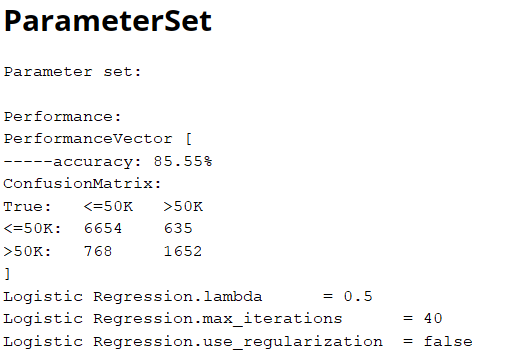 ParameterSet
Parameter set:
Performance:
PerformanceVector [
-----accuracy: 85.55%
ConfusionMatrix:
True: <=50K >50K
<=50K: 6654 635
>50K: 768 1652
]
Logistic Regression.lambda = 0.5
Logistic Regression.max_iterations = 40
Logistic Regression.use_regularization = false